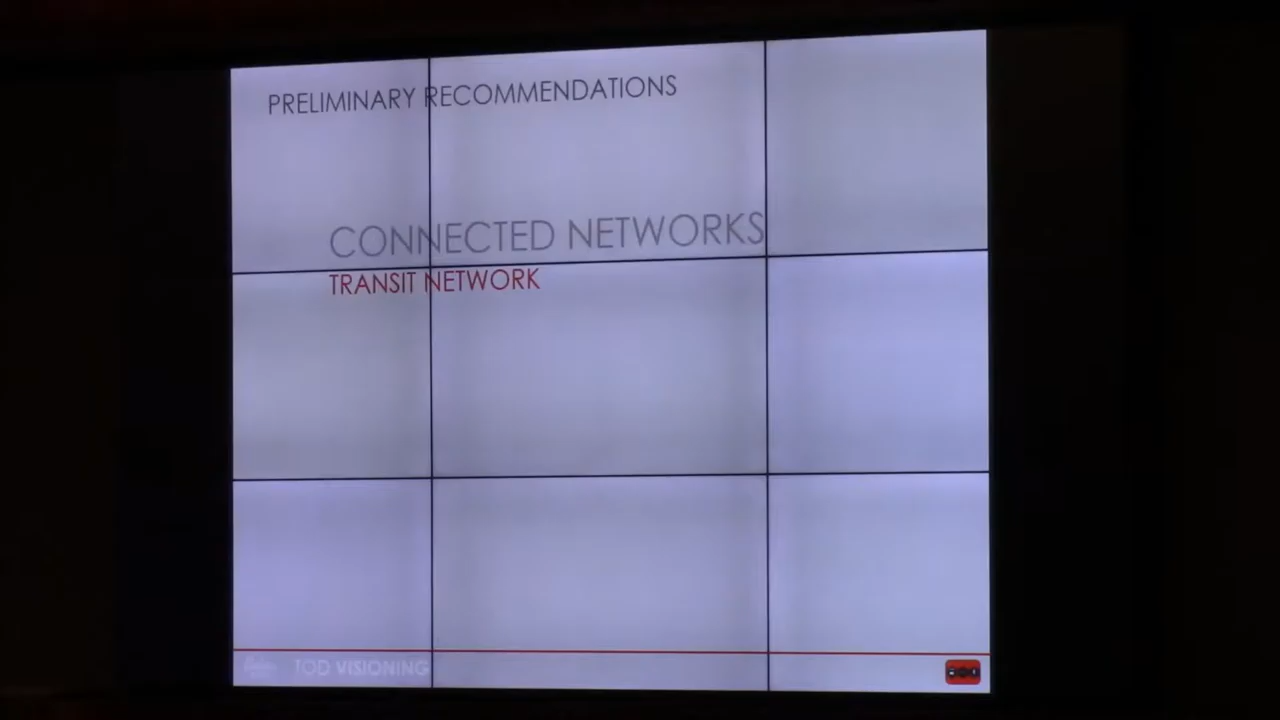 PRELIMINARY RECOMMENDATIONS
CONNECTED NETWORKS
TRANSIT NETWORK
TOD VISIONING